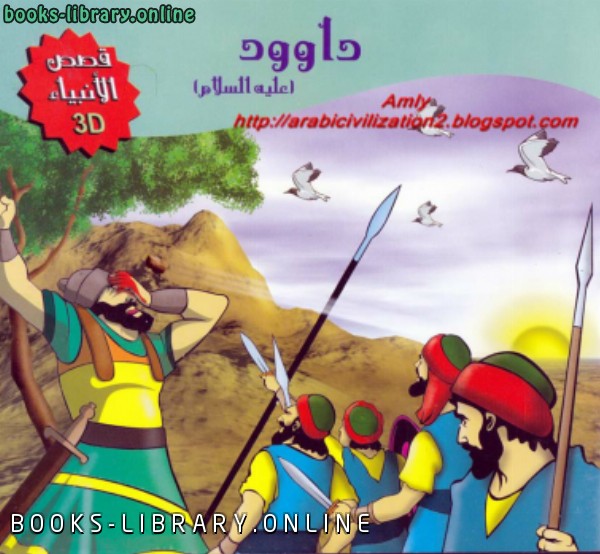 books-library.online
قصص
الأنبياء
3D
داوود
(عليه السلام)
Amly
http://arabicivilization2.blogspot.com
BOOKS-LIBRARY.ONLINE